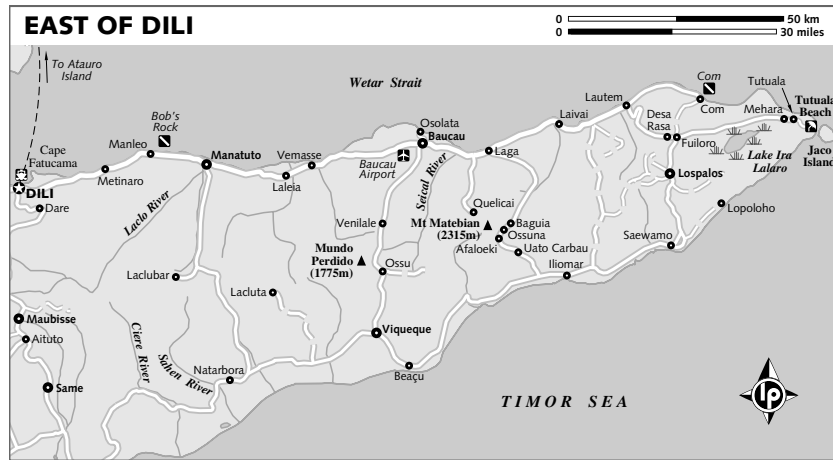 EAST OF DILI
0 50 km
0 30 miles
To Atauro
Island
Wetar Strait
Com
Tutuala
Tutuala
Beach
Bob's
Rock
Osolata
Lautem
Com
Mehara
Cape
Fatucama
Manleo
Manatuto
Vemasse
Baucau
Laivai
Desa
Rasa
Fuiloro
Jaco
Island
Metinaro
Baucau
Airport
Laga
Lake Ira
Lalaro
DILI
Laleia
Seical River
Lospalos
Dare
Laclo River
Quelicai
Lopoloho
Venilale
Mt Matebian
(2315m)
Baguia
Ossuna
Afaloeki
Uato Carbau
Saewamo
Mundo
Perdido
(1775m)
Laclubar
Ossu
Iliomar
Lacluta
Maubisse
Aituto
Ciere River
Sahen River
Viqueque
Natarbora
Beaçu
Same
TIMOR SEA
lp